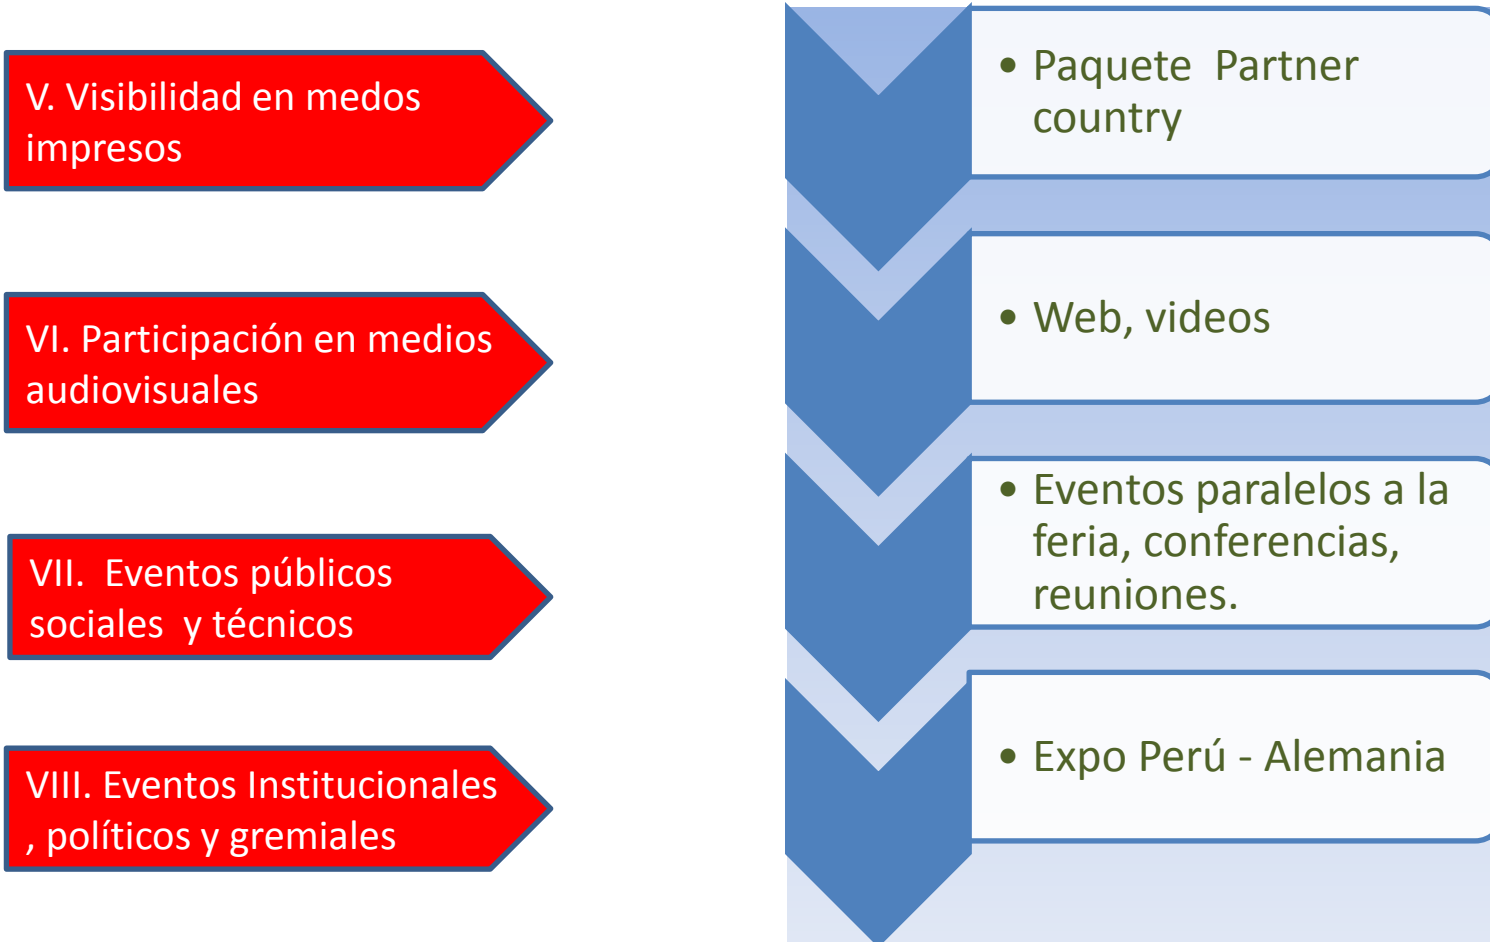 V. Visibilidad en medos
impresos
• Paquete Partner
country
VI. Participación en medios
audiovisuales
• Web, videos
VII. Eventos públicos
sociales y técnicos
• Eventos paralelos a la
feria, conferencias,
reuniones.
VIII. Eventos Institucionales
, políticos y gremiales
• Expo Perú - Alemania